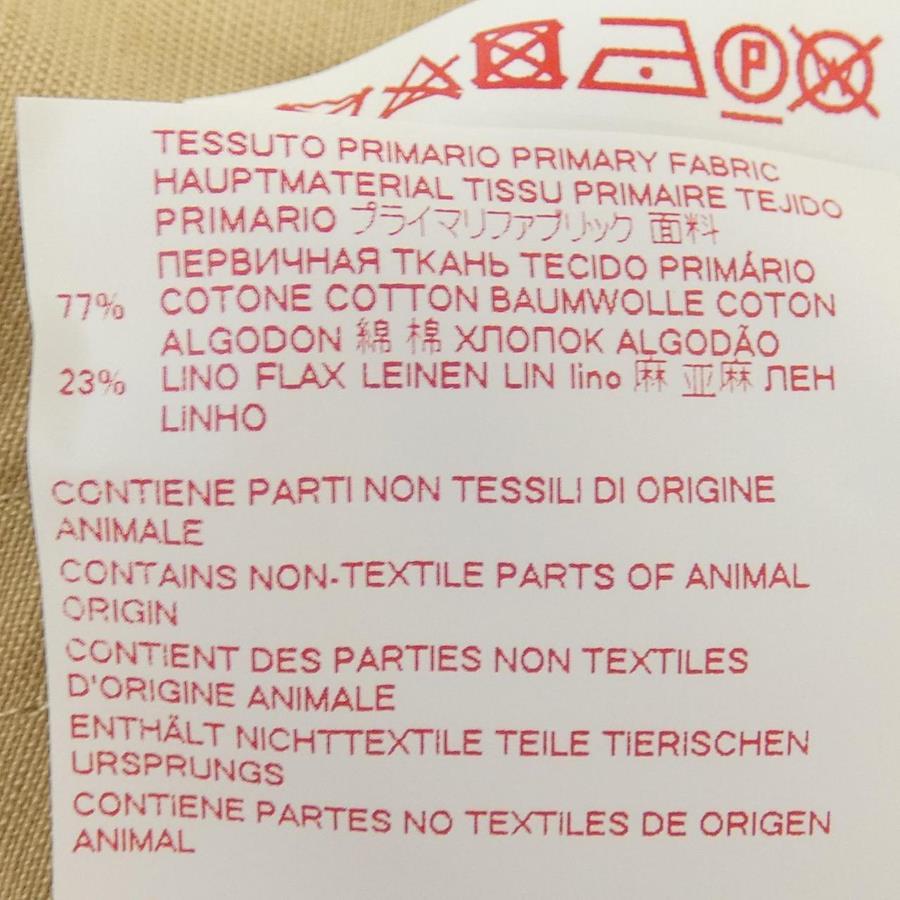 P
W
TESSUTO PRIMARIO PRIMARY FABRIC
HAUPTMATERIAL TISSU PRIMAIRE TEJIDO
PRIMARIO プライマリファブリック 面料
ПЕРВИЧНАЯ ТКАНЬ TECIDO PRIMÁRIO
77% COTONE COTTON BAUMWOLLE COTON
ALGODON 綿 棉 ХЛОПОК ALGODÃO
23% LINO FLAX LEINEN LIN lino 麻 亚麻 ЛЕН
LINHO
CONTIENE PARTI NON TESSILI DI ORIGINE
ANIMALE
CONTAINS NON-TEXTILE PARTS OF ANIMAL
ORIGIN
CONTIENT DES PARTIES NON TEXTILES
D'ORIGINE ANIMALE
ENTHÄLT NICHTTEXTILE TEILE TIERISCHEN
URSPRUNGS
CONTIENE PARTES NO TEXTILES DE ORIGEN
ANIMAL